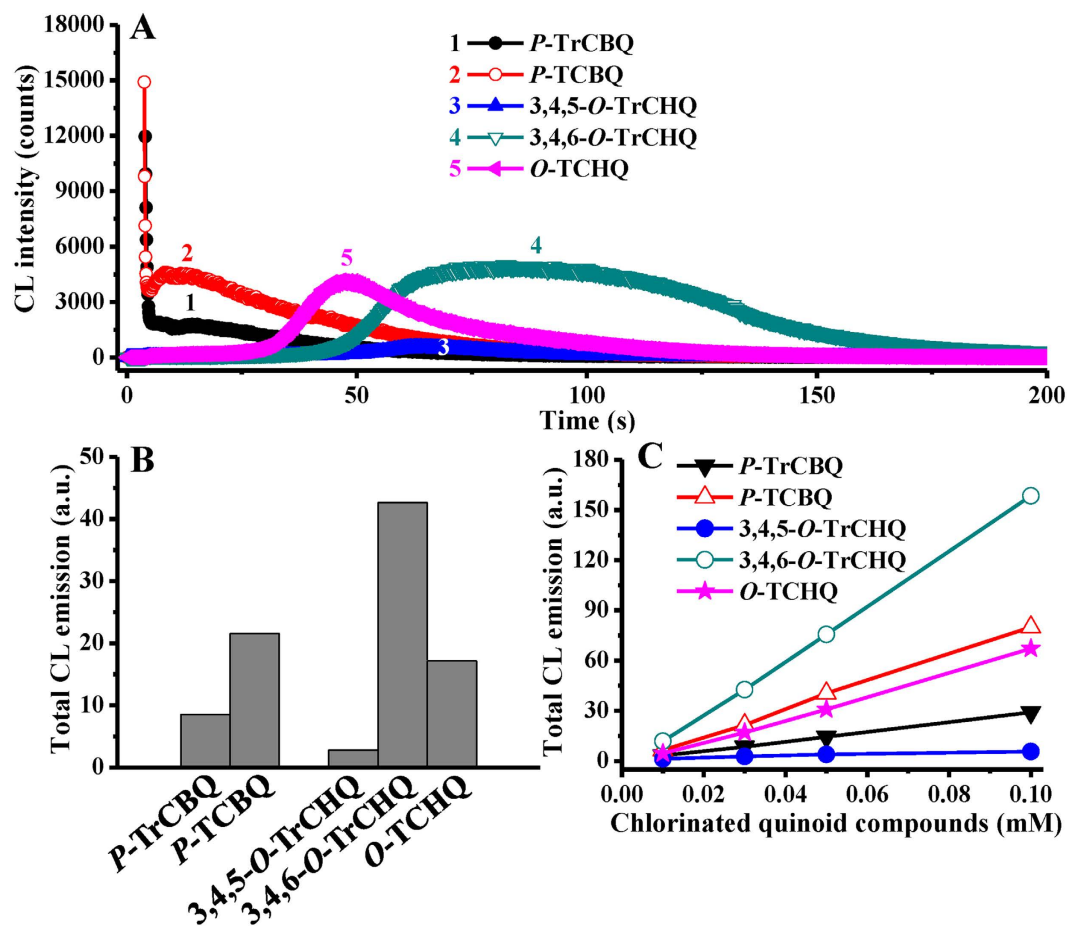 A
18000
15000
12000
9000
6000
3000
0
CL intensity (counts)
1 P-TrCBQ
2 P-TCBQ
3 3,4,5-O-TrCHQ
4 3,4,6-O-TrCHQ
5 O-TCHQ
2
1
5
4
3
0 50 100 150 200
Time (s)
B
50
40
30
20
10
0
Total CL emission (a.u.)
P-TrCBQ
P-TCBQ
3,4,5-O-TrCHQ
3,4,6-O-TrCHQ
O-TCHQ
C
180
150
120
90
60
30
0
Total CL emission (a.u.)
P-TrCBQ
P-TCBQ
3,4,5-O-TrCHQ
3,4,6-O-TrCHQ
O-TCHQ
0.00 0.02 0.04 0.06 0.08 0.10
Chlorinated quinoid compounds (mM)